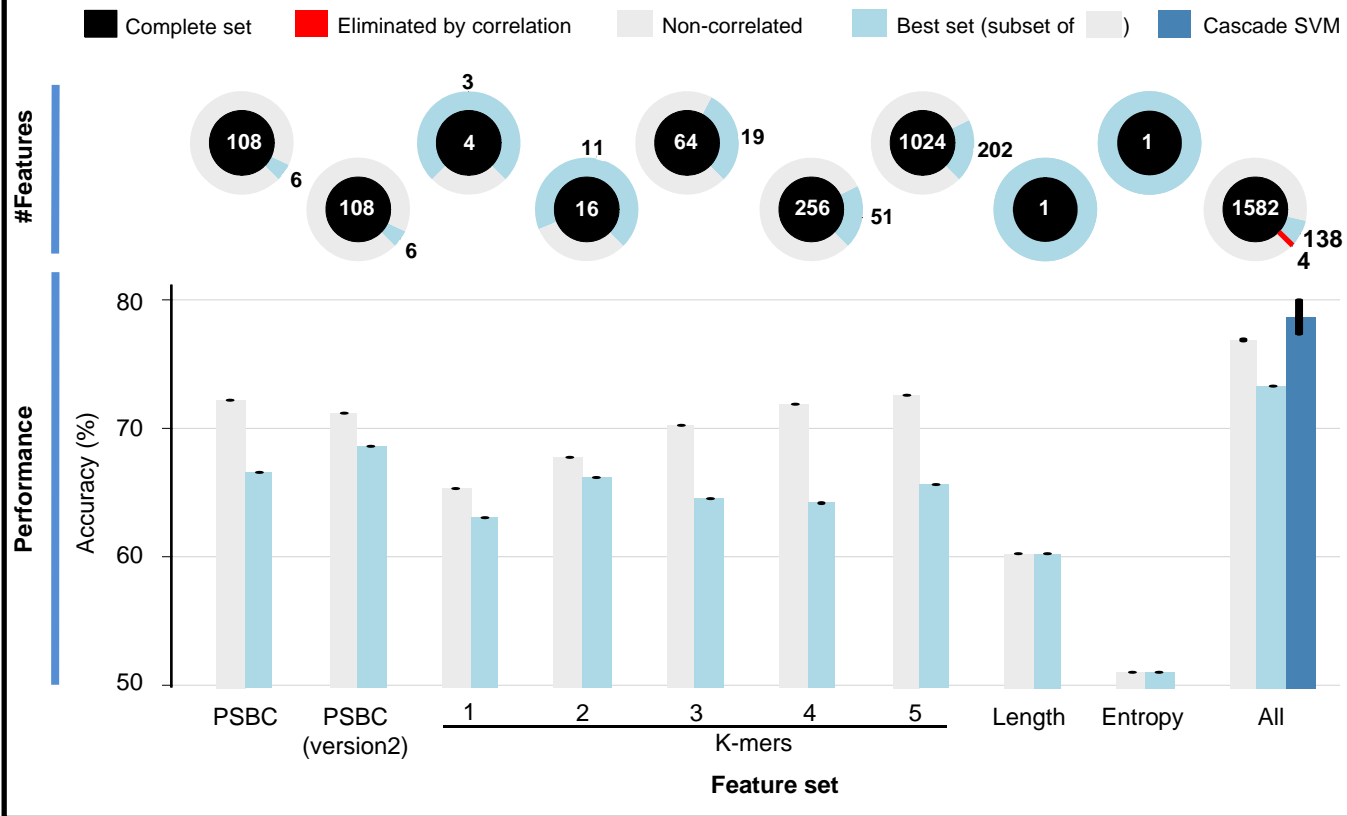 Complete set Eliminated by correlation Non-correlated Best set (subset of ) Cascade SVM
#Features
108 6
108 6
3 4
11 16
64 19
256 51
1024 202
1
1
1582 138 4
Performance
Accuracy (%)
80
70
60
50
PSBC PSBC (version2) 1 2 3 4 5 Length Entropy All
K-mers
Feature set